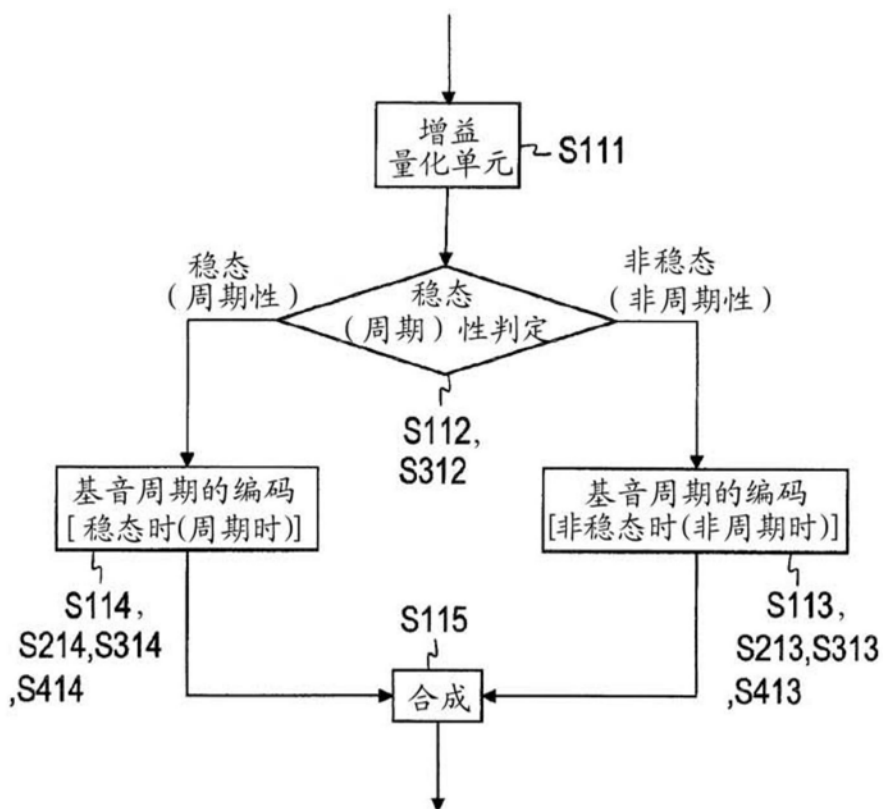 增益
量化单元
S111
稳态
(周期性)
稳态
(周期)性判定
非稳态
(非周期性)
S112,
S312
基音周期的编码
[稳态时(周期时)]
基音周期的编码
[非稳态时(非周期时)]
S114,
S214,S314
,S414
S115
S113,
S213,S313
,S413
合成